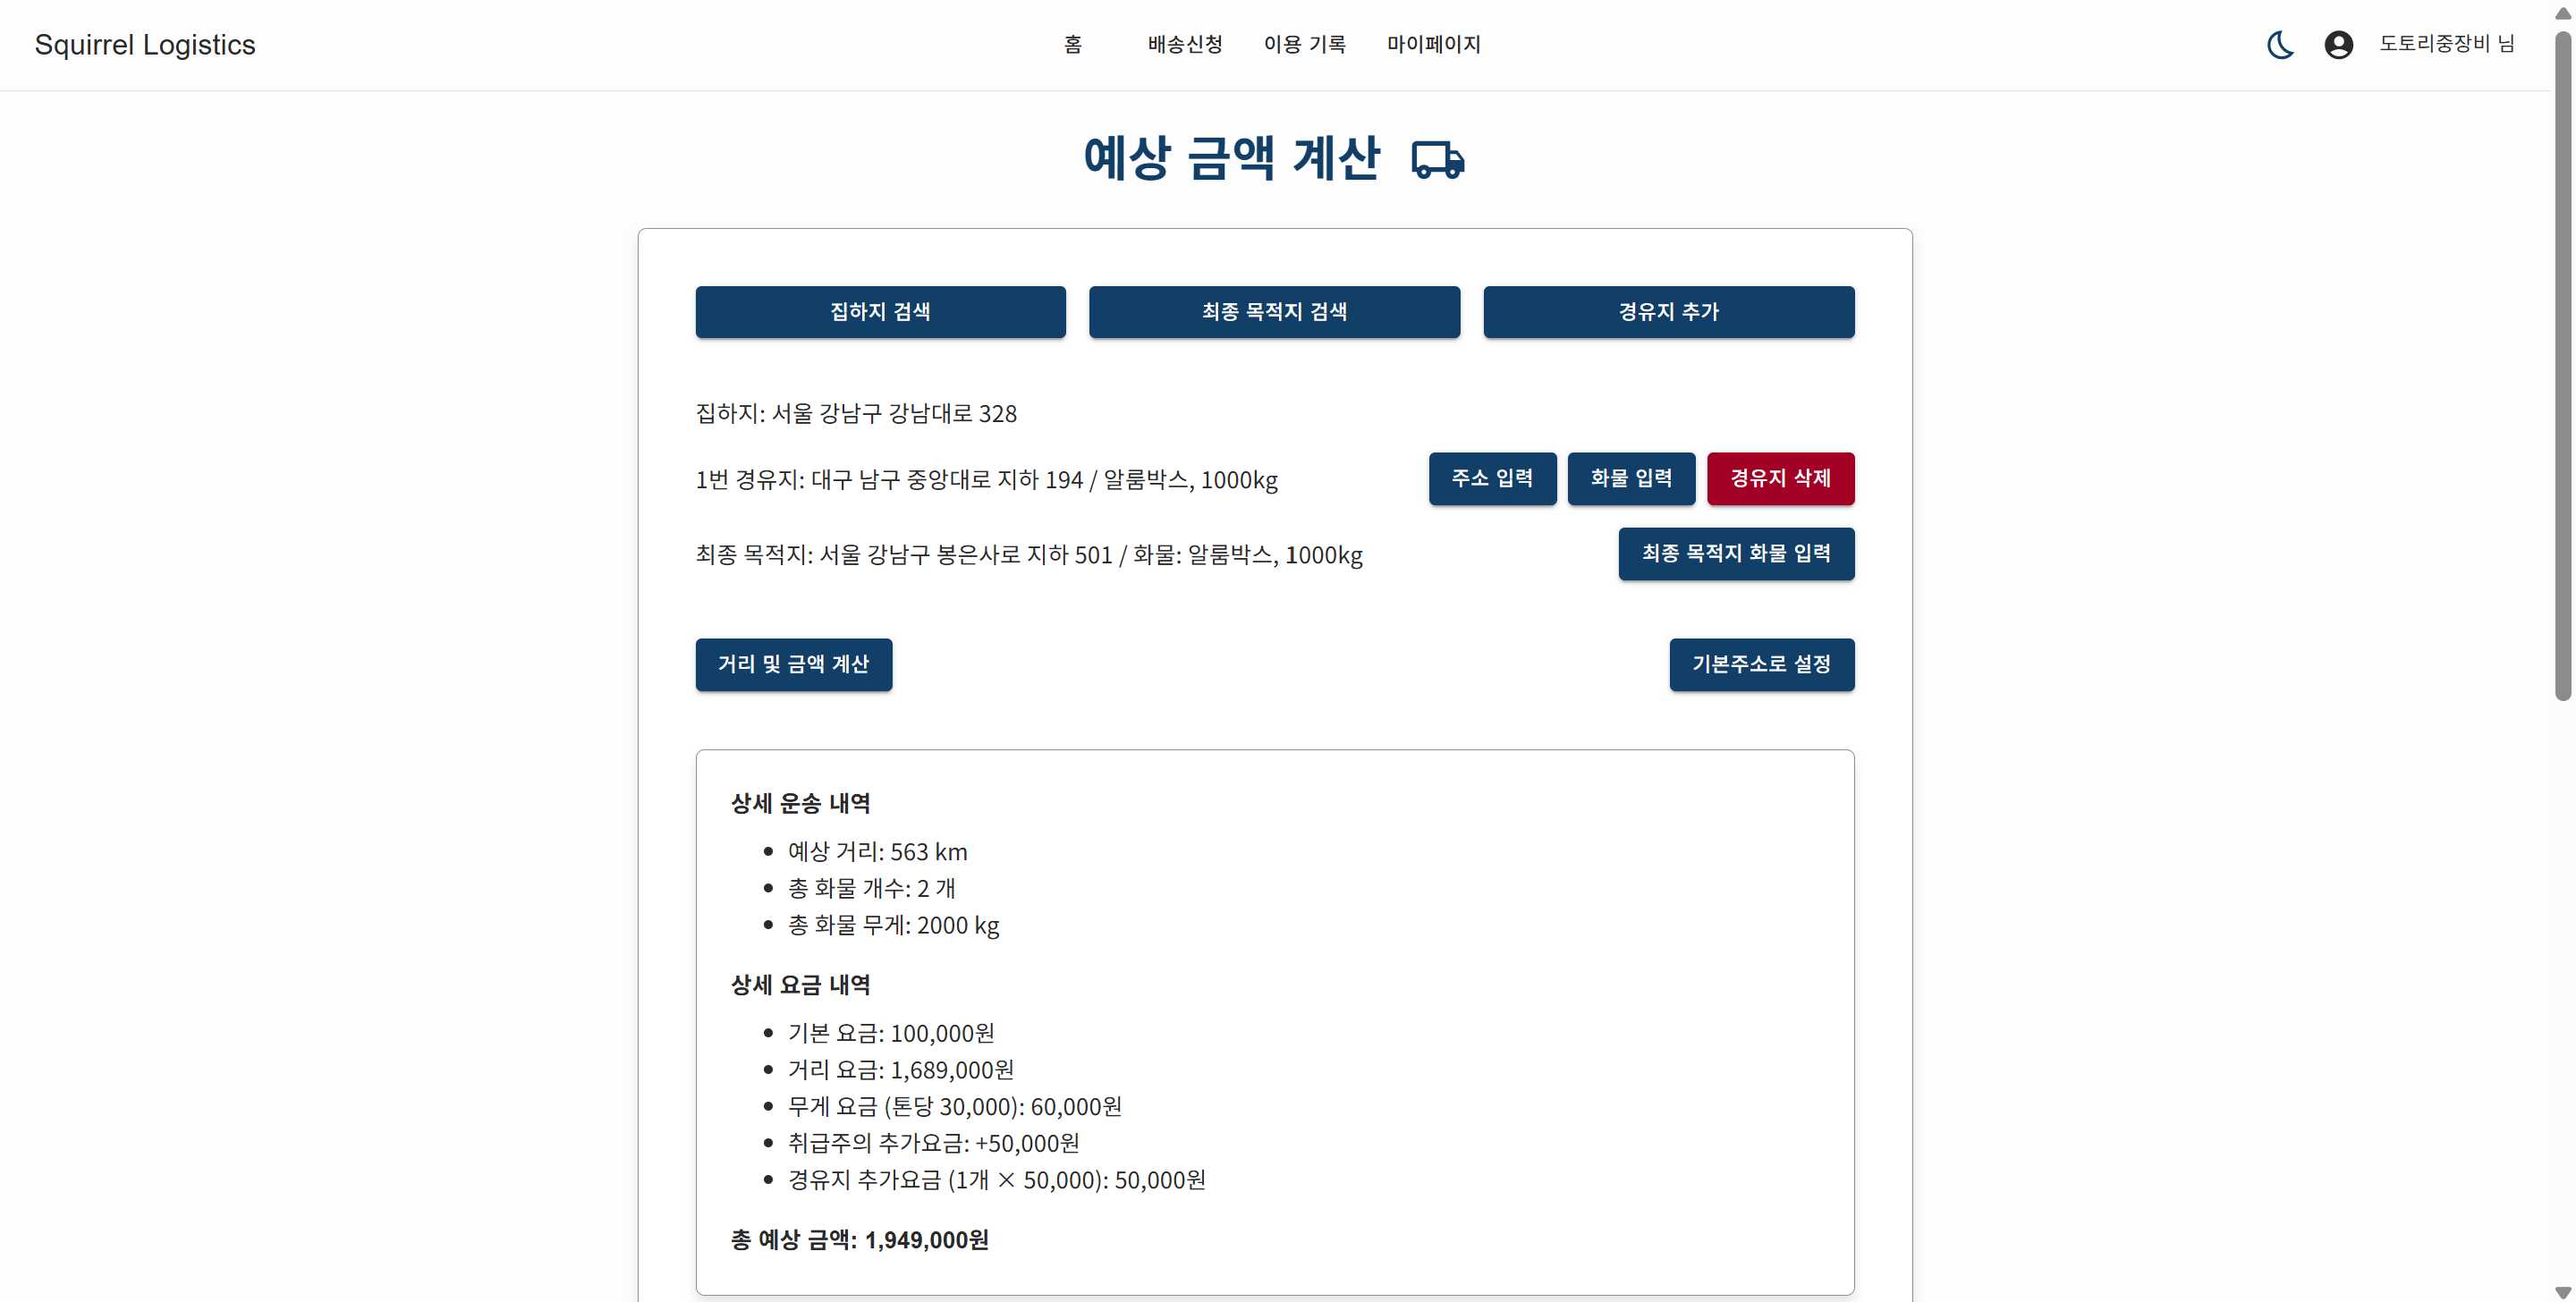 Squirrel Logistics 홈 배송신청 이용 기록 마이페이지 도토리중장비 님
예상 금액 계산
집하지 검색 최종 목적지 검색 경유지 추가
집하지: 서울 강남구 강남대로 328
1번 경유지: 대구 남구 중앙대로 지하 194 / 알룸박스, 1000kg 주소 입력 화물 입력 경유지 삭제
최종 목적지: 서울 강남구 봉은사로 지하 501 / 화물: 알룸박스, 1000kg 최종 목적지 화물 입력
거리 및 금액 계산 기본주소로 설정
상세 운송 내역
예상 거리: 563 km
총 화물 개수: 2 개
총 화물 무게: 2000 kg
상세 요금 내역
기본 요금: 100,000원
거리 요금: 1,689,000원
무게 요금 (톤당 30,000): 60,000원
취급주의 추가요금: +50,000원
경유지 추가요금 (1개 × 50,000): 50,000원
총 예상 금액: 1,949,000원